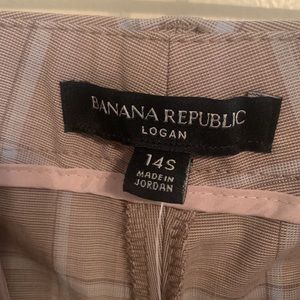 BANANA REPUBLIC
LOGAN
14S
MADE IN
JORDAN